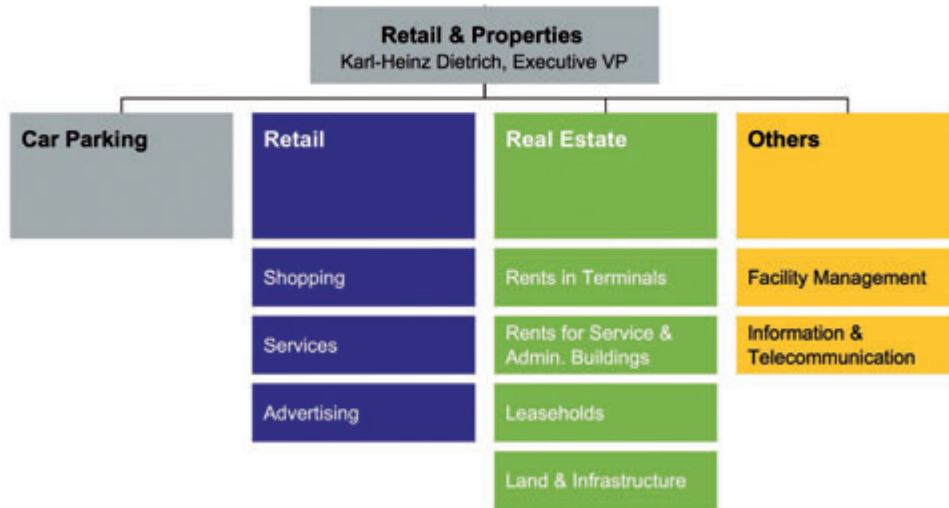 Retail & Properties
Karl-Heinz Dietrich, Executive VP
Car Parking
Retail
Real Estate
Others
Shopping
Rents in Terminals
Facility Management
Services
Rents for Service &
Admin. Buildings
Information &
Telecommunication
Advertising
Leaseholds
Land & Infrastructure